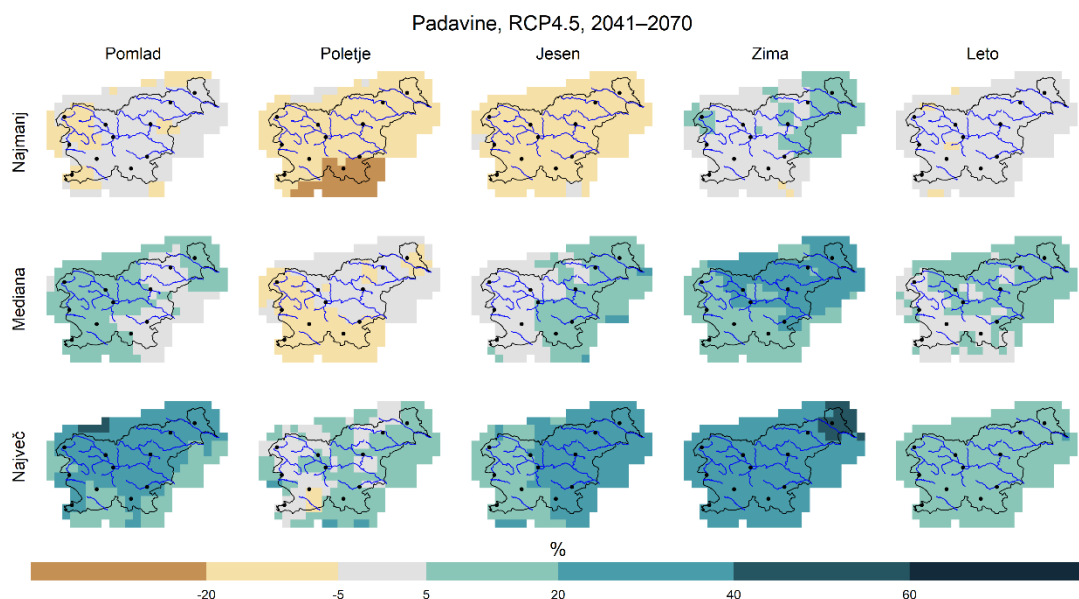 Padavine, RCP4.5, 2041–2070
Pomlad Poletje Jesen Zima Leto
Najmanj
Mediana
Največ
%
-20 -5 5 20 40 60